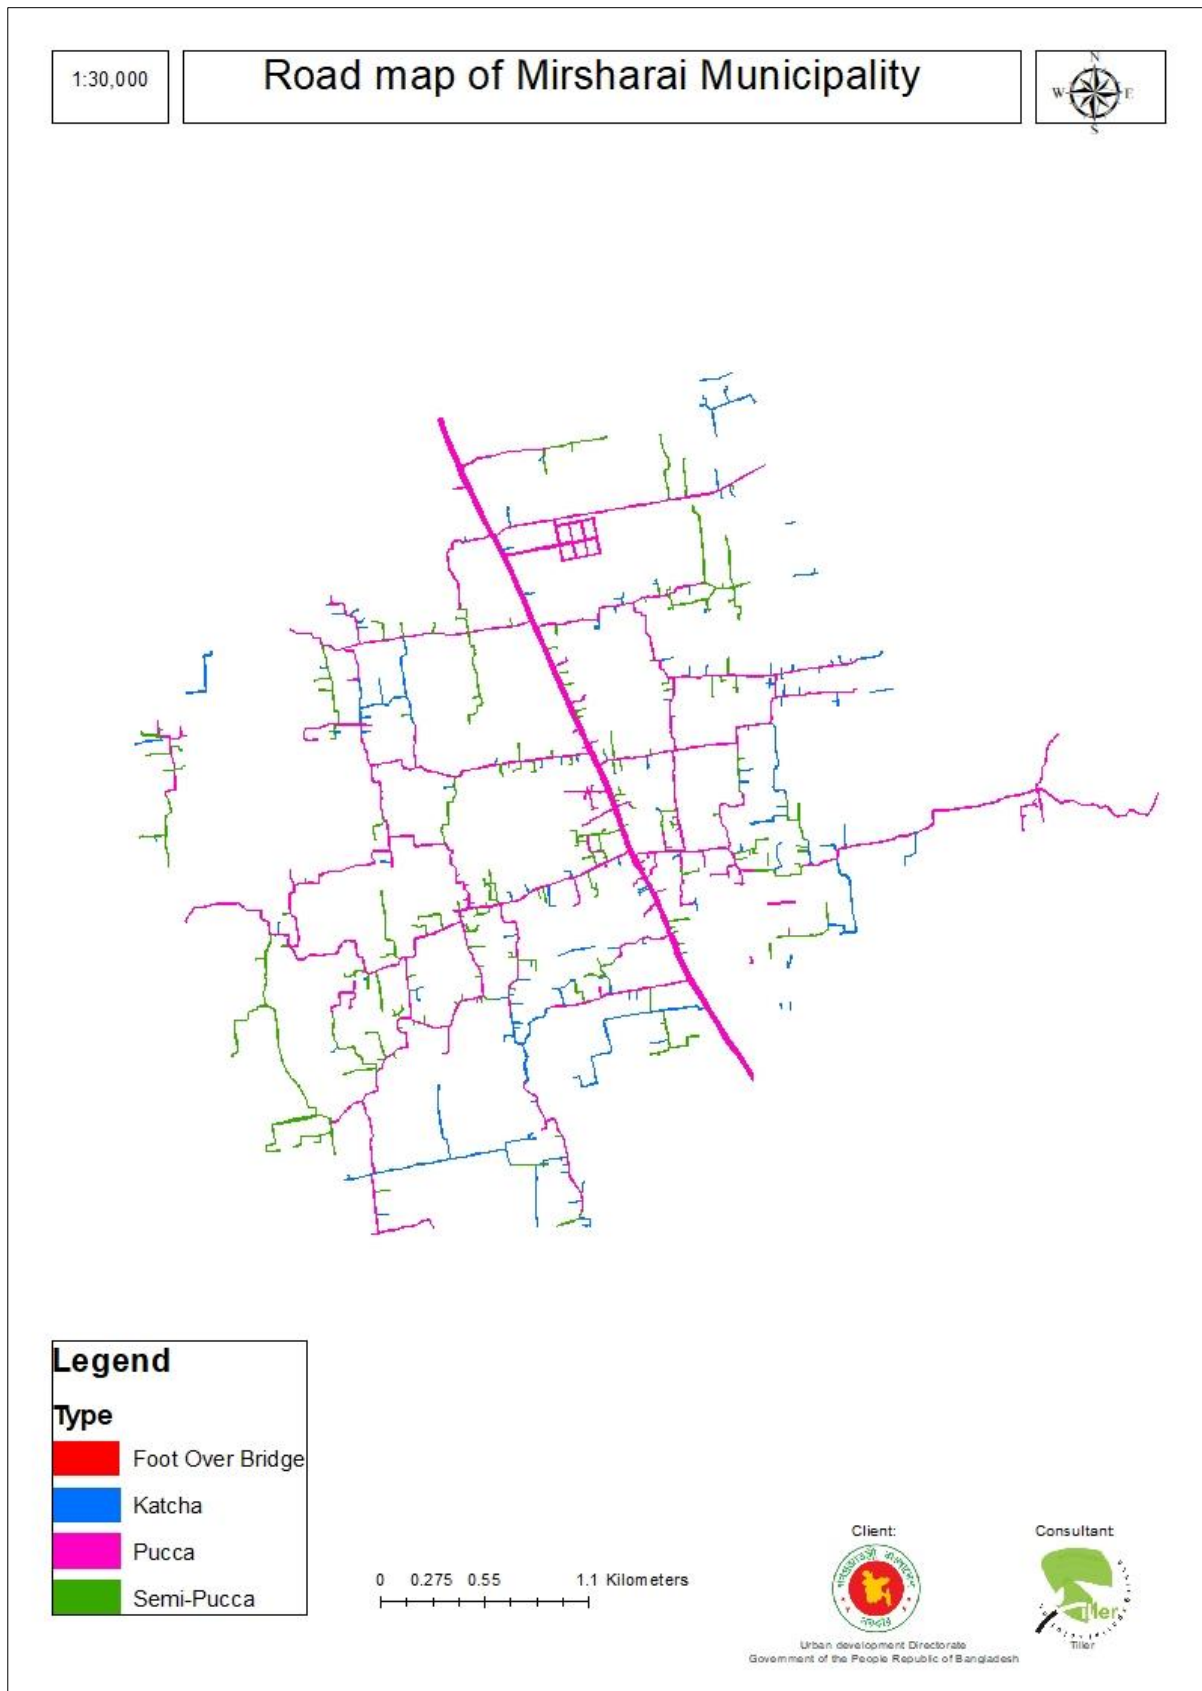 1:30,000
Road map of Mirsharai Municipality
N
W
E
S
Legend
Type
Foot Over Bridge
Katcha
Pucca
Semi-Pucca
0 0.275 0.55 1.1 Kilometers
Client:
Urban development Directorate
Government of the People Republic of Bangladesh
Consultant
Tiller
Tiller